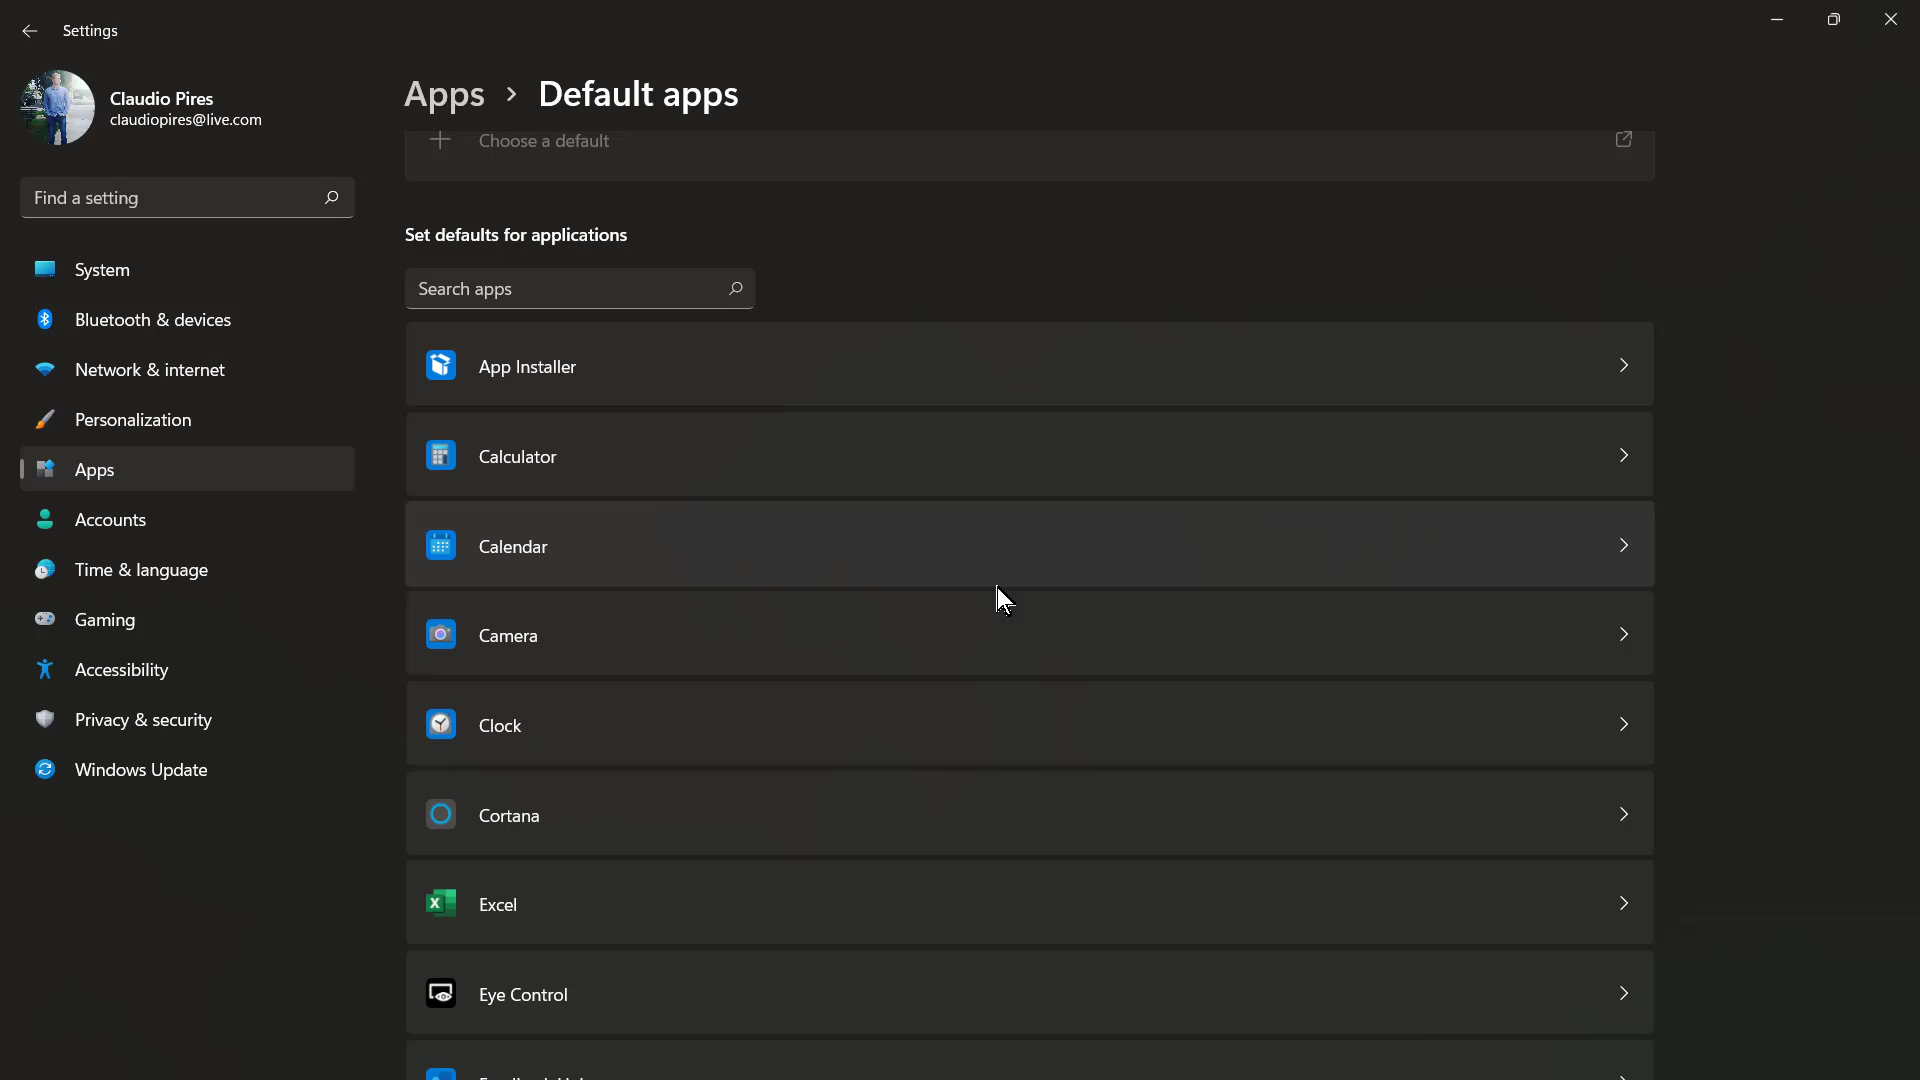 Settings
Claudio Pires
claudiopires@live.com
Find a setting
System
Bluetooth & devices
Network & internet
Personalization
Apps
Accounts
Time & language
Gaming
Accessibility
Privacy & security
Windows Update
Apps > Default apps
Choose a default
Set defaults for applications
Search apps
App Installer
Calculator
Calendar
Camera
Clock
Cortana
Excel
Eye Control